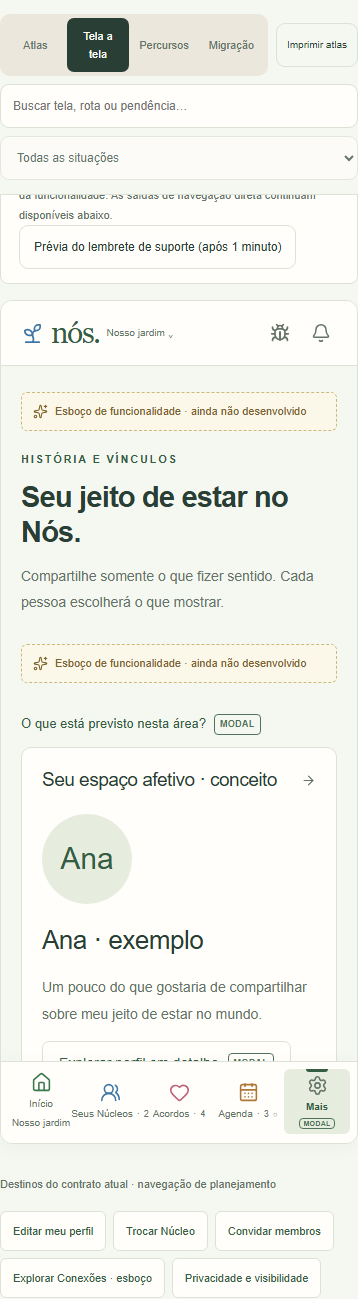 Atlas
Tela a
tela
Percursos
Migração
Imprimir atlas
Buscar tela, rota ou pendência…
Todas as situações
da funcionalidade. As saídas de navegação direta continuam
disponíveis abaixo.
Prévia do lembrete de suporte (após 1 minuto)
nós.
Nosso jardim
Esboço de funcionalidade · ainda não desenvolvido
HISTÓRIA E VÍNCULOS
Seu jeito de estar no
Nós.
Compartilhe somente o que fizer sentido. Cada
pessoa escolherá o que mostrar.
Esboço de funcionalidade · ainda não desenvolvido
O que está previsto nesta área? MODAL
Seu espaço afetivo · conceito →
Ana
Ana · exemplo
Um pouco do que gostaria de compartilhar
sobre meu jeito de estar no mundo.
Explorar perfil em detalhe MODAL
Início
Nosso jardim
Seus Núcleos · 2
Acordos · 4
Agenda · 3
Mais
MODAL
Destinos do contrato atual · navegação de planejamento
Editar meu perfil
Trocar Núcleo
Convidar membros
Explorar Conexões · esboço
Privacidade e visibilidade